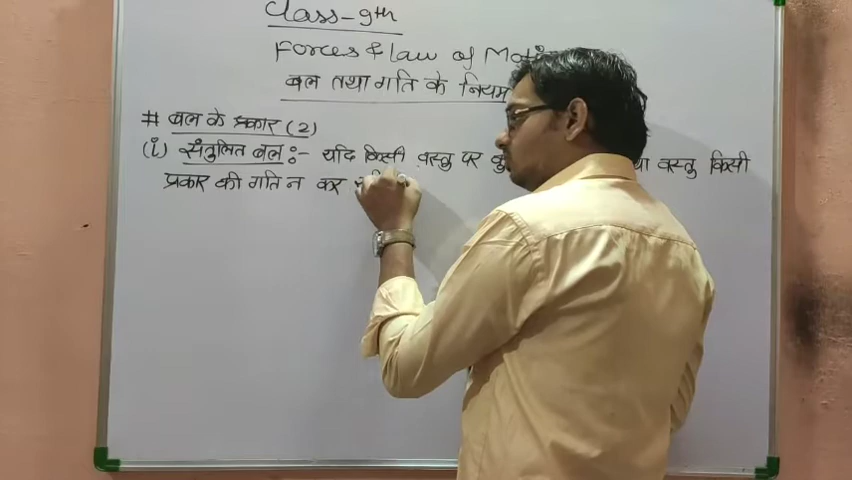 Class-9th
Forces & law of
बल तथा गति के नियम
# बल के प्रकार (2)
(i) संतुलित बल :- यदि किसी वस्तु पर वस्तु किसी
प्रकार की गति न कर